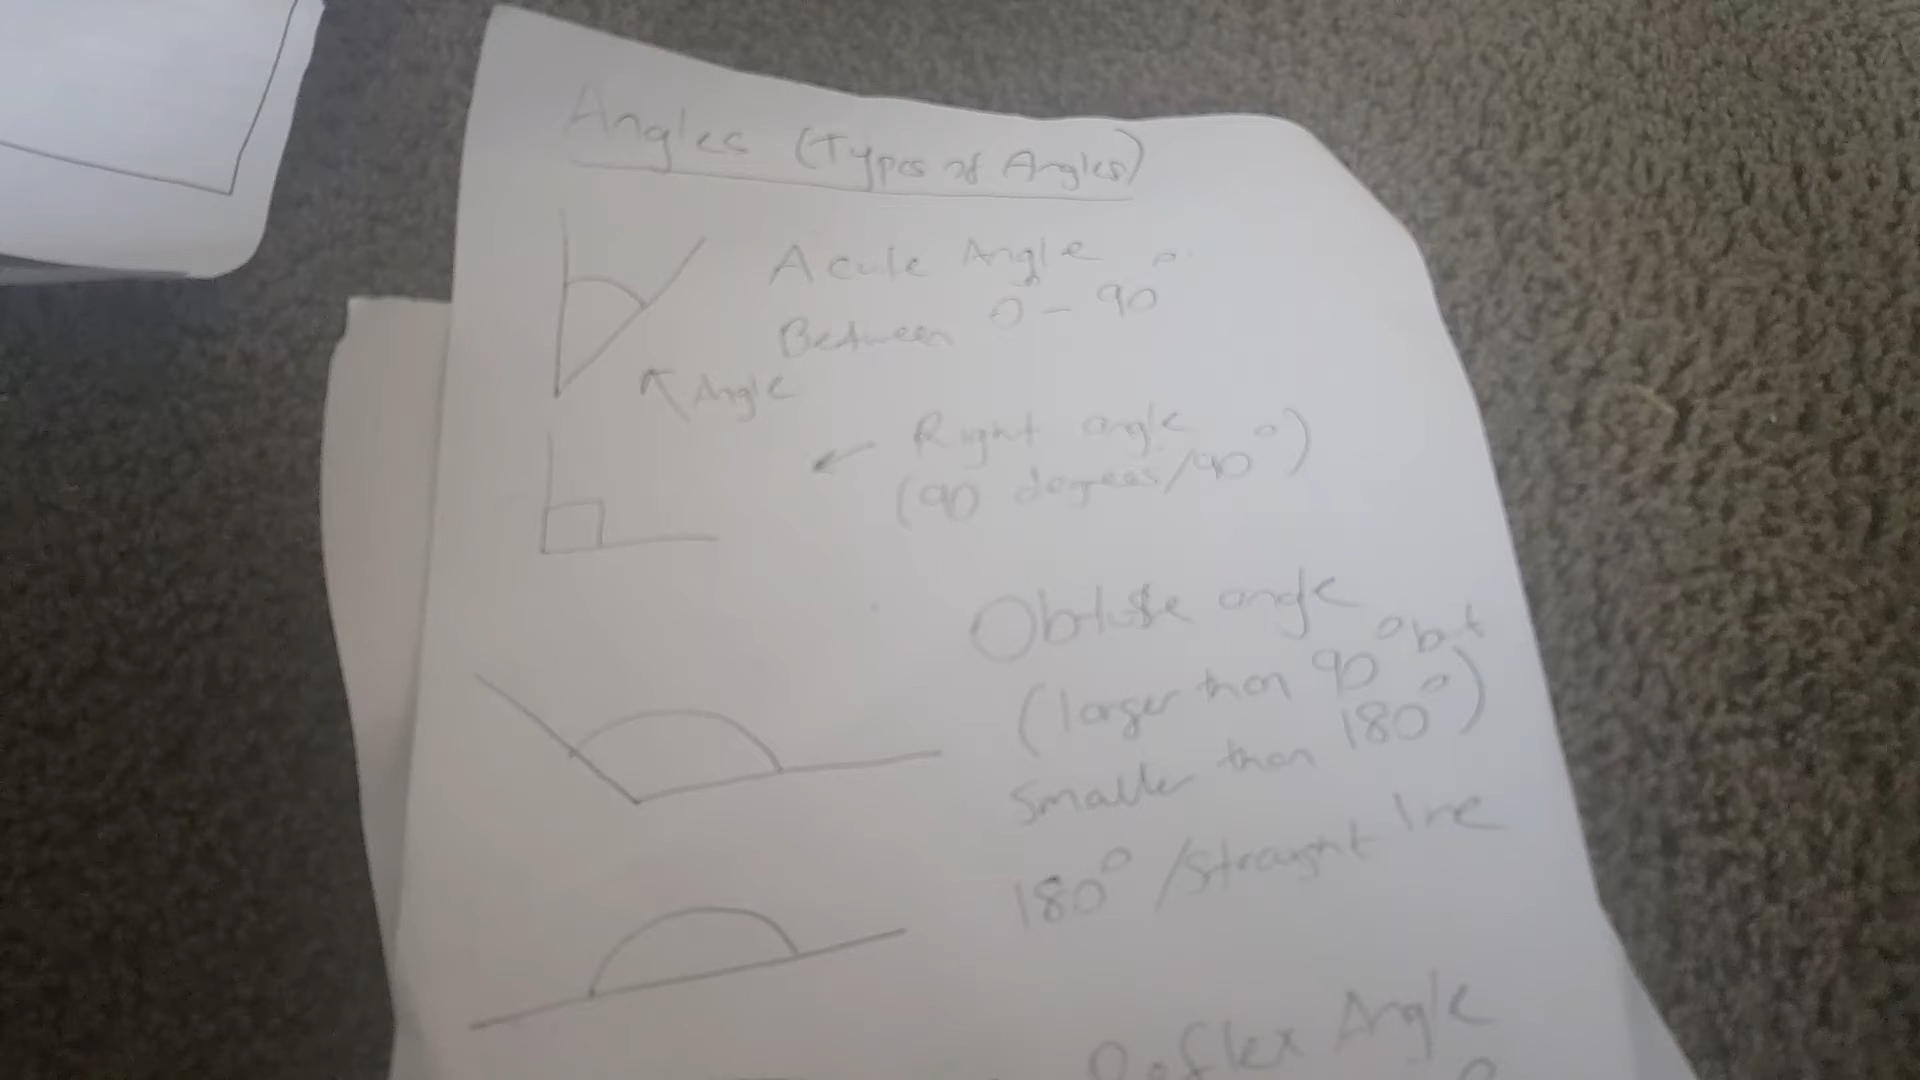 Angles (Types of Angles)
Acute Angle
Between 0 - 90°
Angle
Right angle
(90 degrees/90°)
Obtuse angle
(larger than 90° but
smaller than 180°)
180° /Straight line
Reflex Angle